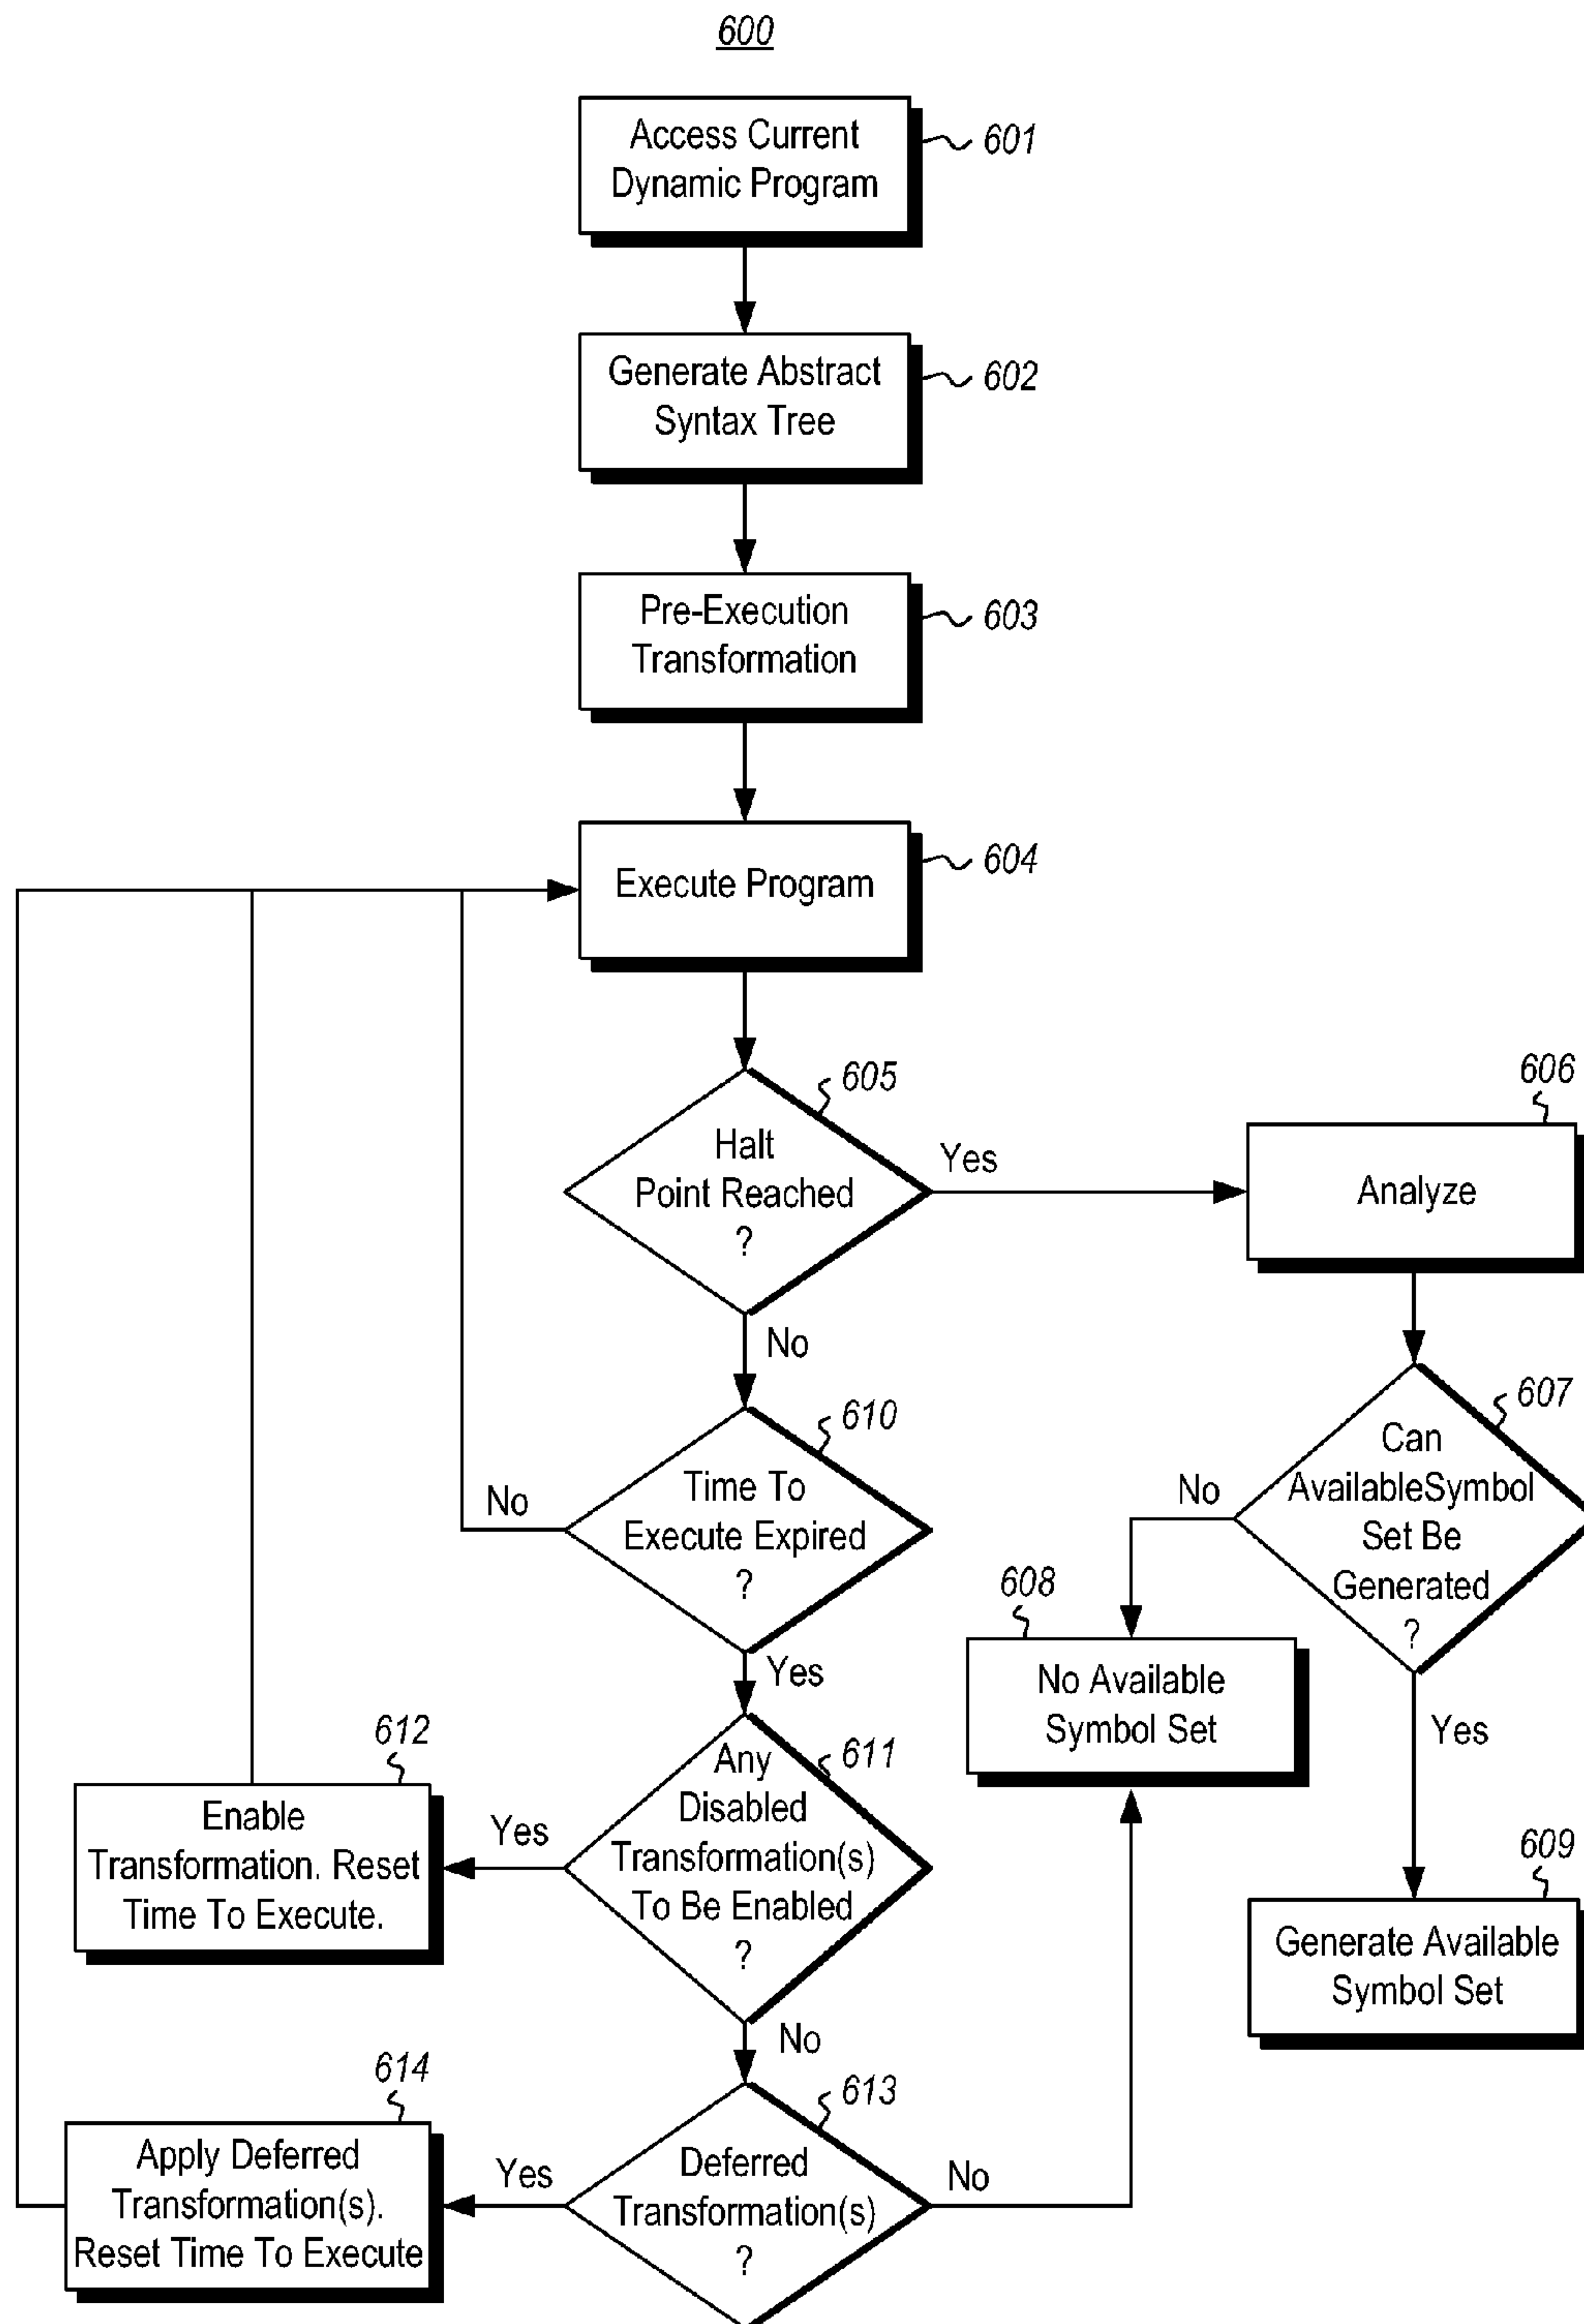 600
Access Current
Dynamic Program
601
Generate Abstract
Syntax Tree
602
Pre-Execution
Transformation
603
Execute Program
604
605
Halt
Point Reached
?
Yes
606
Analyze
No
610
Time To
Execute Expired
?
No
607
Can
AvailableSymbol
Set Be
Generated
?
No
608
No Available
Symbol Set
Yes
Yes
612
Enable
Transformation. Reset
Time To Execute.
611
Any
Disabled
Transformation(s)
To Be Enabled
?
Yes
609
Generate Available
Symbol Set
No
614
Apply Deferred
Transformation(s).
Reset Time To Execute
Yes
613
Deferred
Transformation(s)
?
No